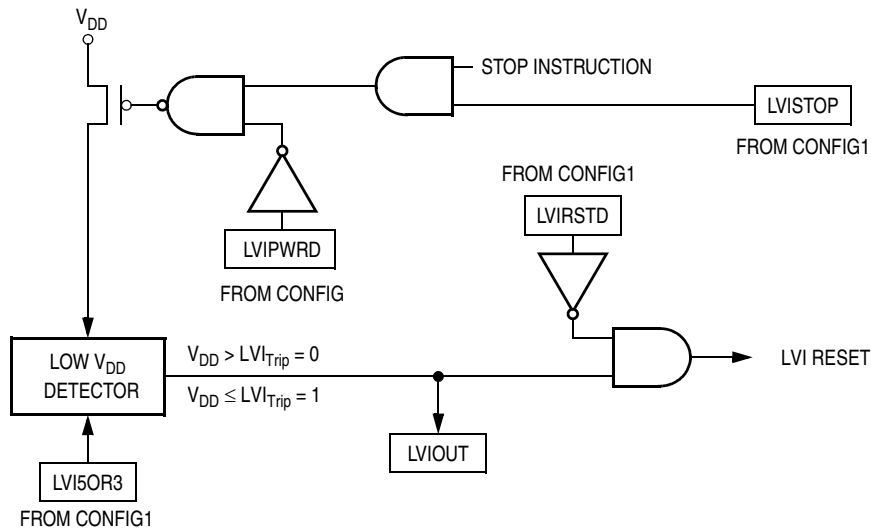 VDD
STOP INSTRUCTION
LVISTOP
FROM CONFIG1
FROM CONFIG1
LVIRSTD
LVIPWRD
FROM CONFIG
LOW VDD
DETECTOR
VDD > LVITrip = 0
VDD ≤ LVITrip = 1
LVI RESET
LVIOUT
LVI5OR3
FROM CONFIG1